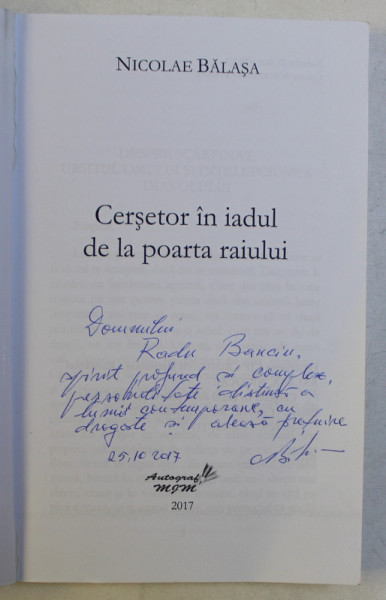 NICOLAE BĂLAȘA
Cerșetor în iadul
de la poarta raiului
Domnului
Radu Banciu,
spirit profund și complex,
personalitate distinsă a
lumii contemporane, cu
dragoste și aleasă prețuire
25.10 2017
Autograf
MJM
2017